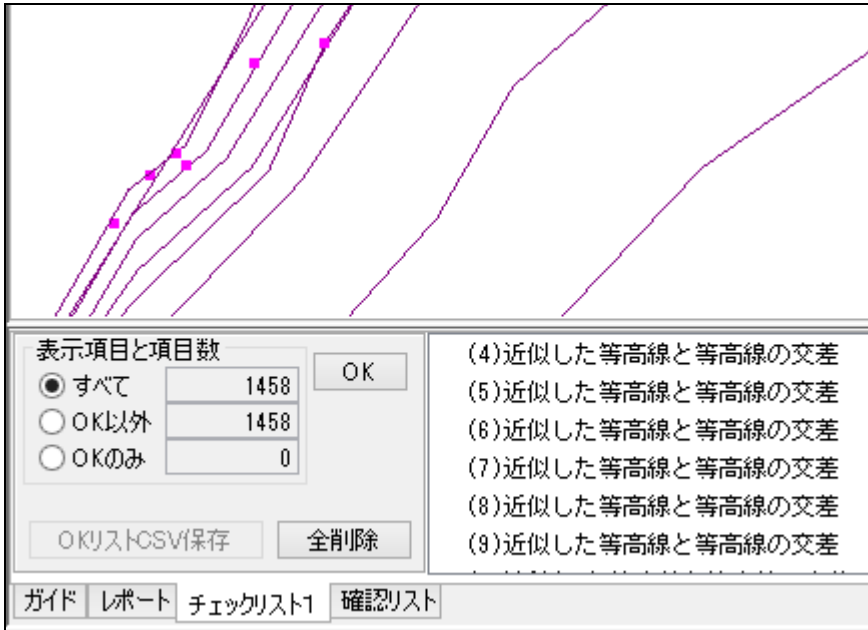 表示項目と項目数
すべて 1458
OK以外 1458
OKのみ 0
OK
OKリストCSV保存 全削除
(4)近似した等高線と等高線の交差
(5)近似した等高線と等高線の交差
(6)近似した等高線と等高線の交差
(7)近似した等高線と等高線の交差
(8)近似した等高線と等高線の交差
(9)近似した等高線と等高線の交差
ガイド レポート チェックリスト1 確認リスト